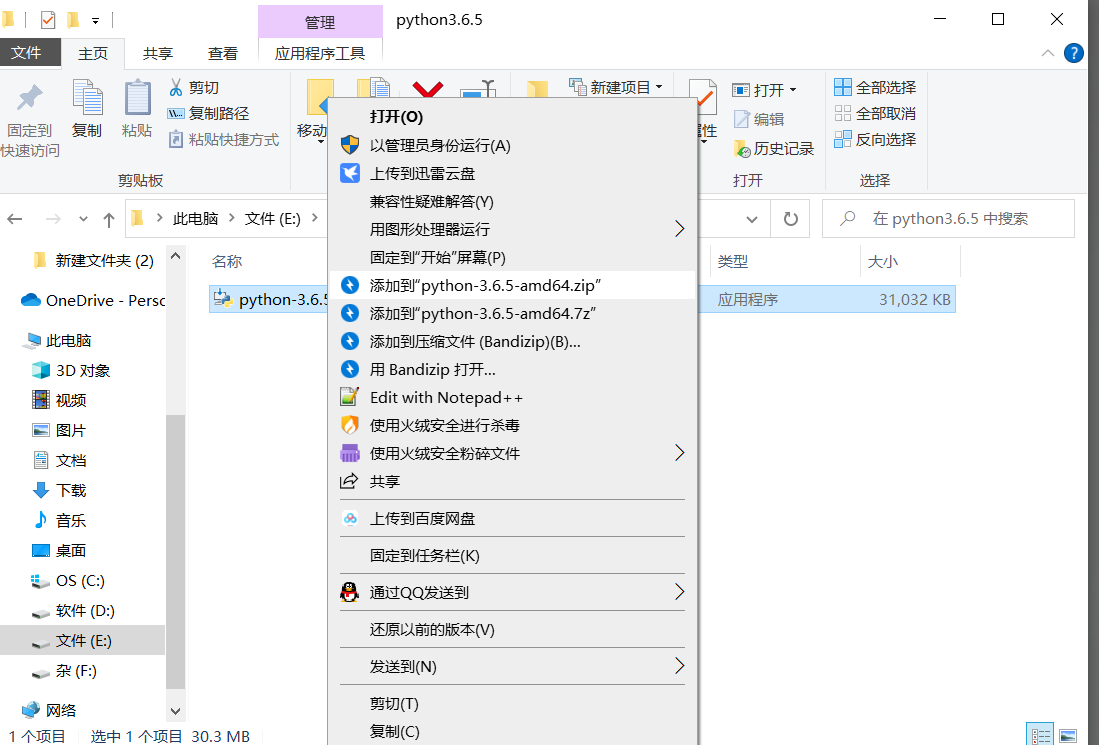 管理
python3.6.5
文件
主页
共享
查看
应用程序工具
固定到
快速访问
复制
粘贴
剪切
复制路径
粘贴快捷方式
移动
新建项目
性
打开
编辑
历史记录
全部选择
全部取消
反向选择
剪贴板
打开
选择
此电脑
文件 (E:)
在 python3.6.5 中搜索
名称
类型
大小
python-3.6.5
应用程序
31,032 KB
新建文件夹 (2)
OneDrive - Perso
此电脑
3D 对象
视频
图片
文档
下载
音乐
桌面
OS (C:)
软件 (D:)
文件 (E:)
杂 (F:)
网络
打开(O)
以管理员身份运行(A)
上传到迅雷云盘
兼容性疑难解答(Y)
用图形处理器运行
固定到"开始"屏幕(P)
添加到"python-3.6.5-amd64.zip"
添加到"python-3.6.5-amd64.7z"
添加到压缩文件 (Bandizip)(B)...
用 Bandizip 打开...
Edit with Notepad++
使用火绒安全进行杀毒
使用火绒安全粉碎文件
共享
上传到百度网盘
固定到任务栏(K)
通过QQ发送到
还原以前的版本(V)
发送到(N)
剪切(T)
复制(C)
1 个项目
选中 1 个项目 30.3 MB